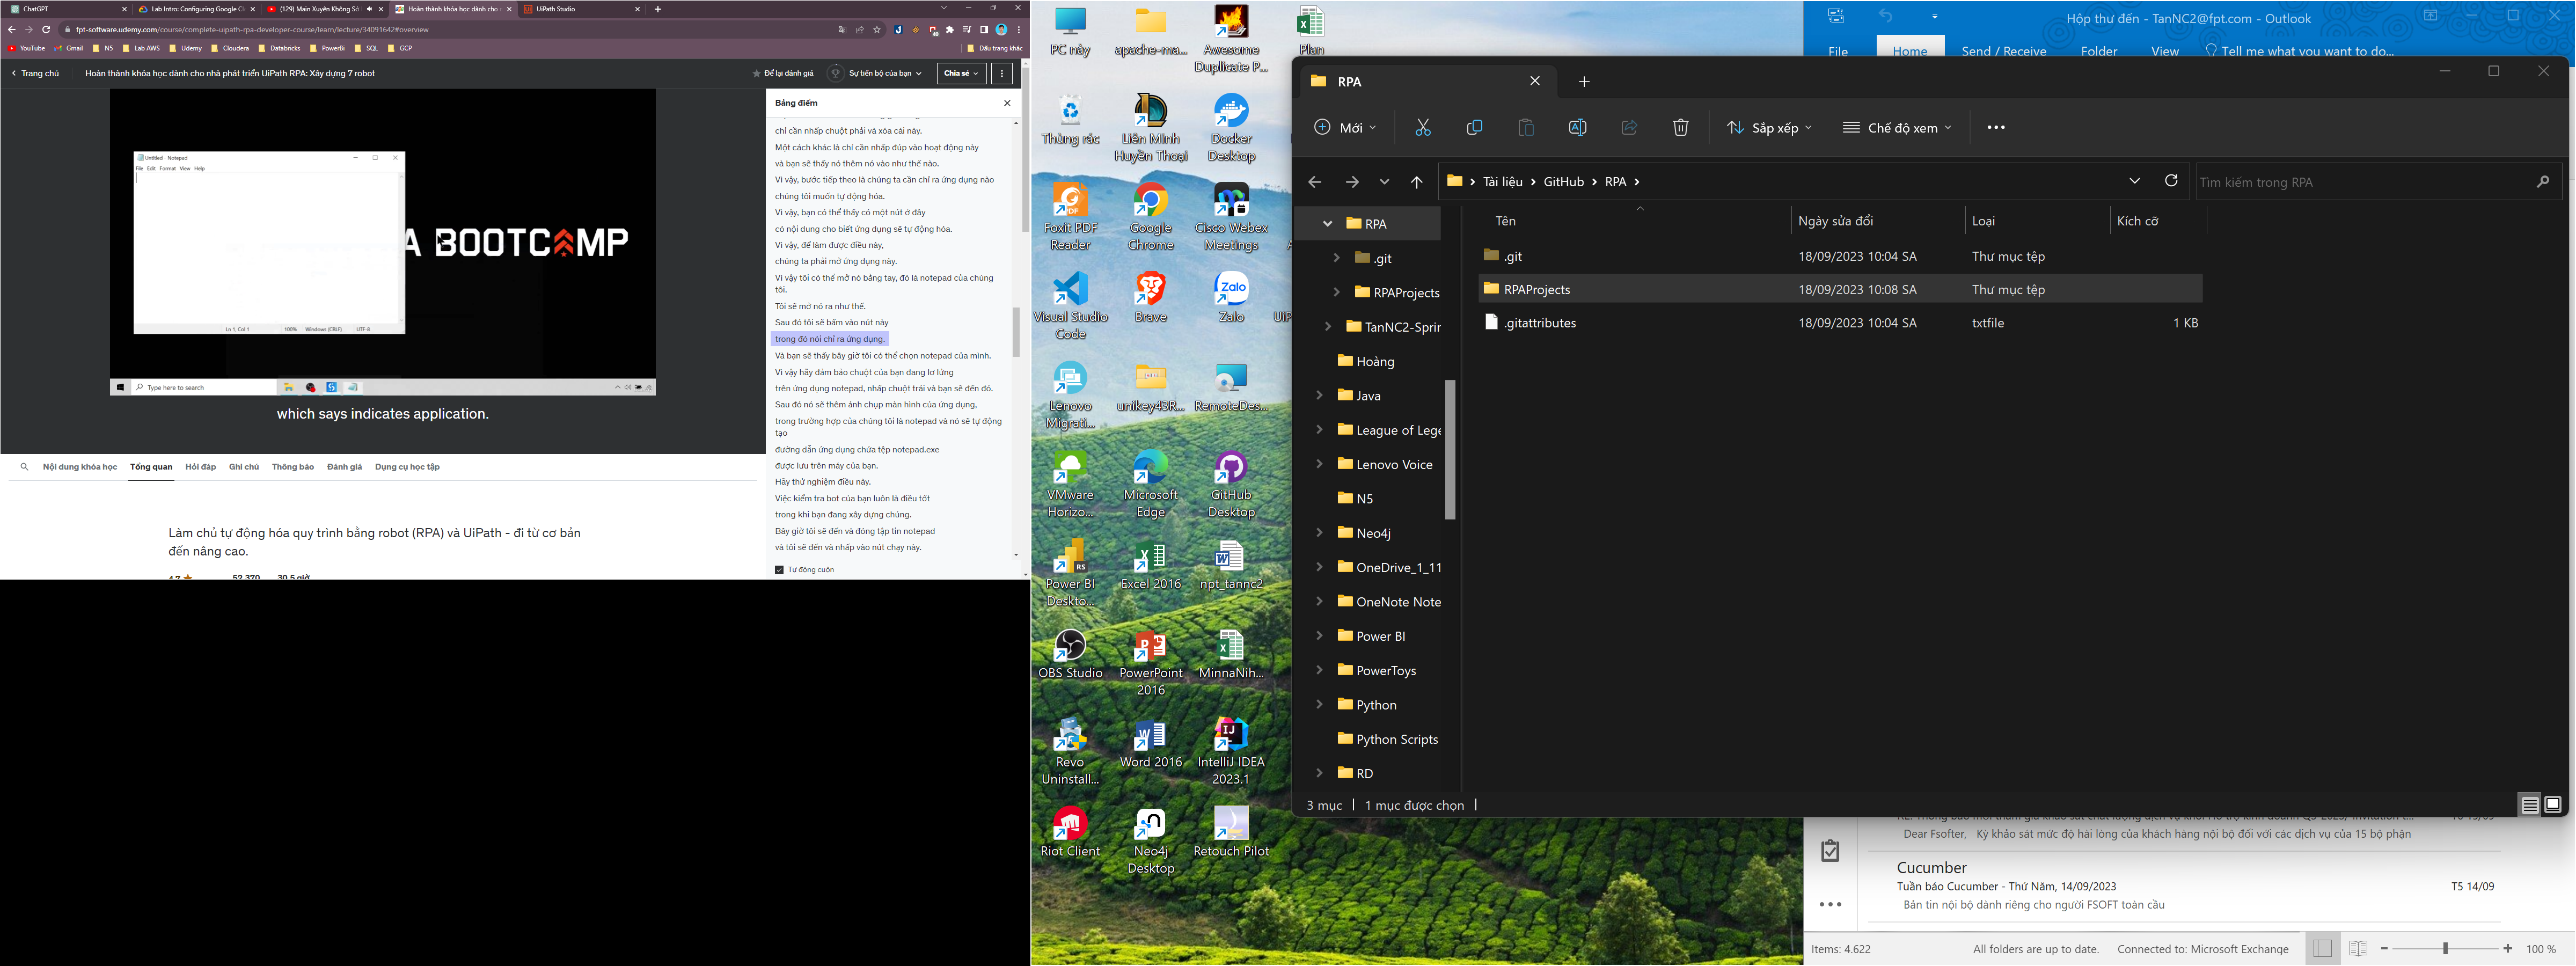 ChatGPT
Lab Intro: Configuring Google Cl
(129) Main Xuyên Không Số
Hoàn thành khóa học dành cho n
UiPath Studio
fpt-software.udemy.com/course/complete-uipath-rpa-developer-course/learn/lecture/34091642#overview
YouTube
Gmail
N5
Lab AWS
Udemy
Cloudera
Databricks
PowerBi
SQL
GCP
Dấu trang khác
Trang chủ
Hoàn thành khóa học dành cho nhà phát triển UiPath RPA: Xây dựng 7 robot
Để lại đánh giá
Sự tiến bộ của bạn
Chia sẻ
Untitled - Notepad
File Edit Format View Help
Ln 1, Col 1
100%
Windows (CRLF)
UTF-8
A BOOTCAMP
Type here to search
which says indicates application.
Bảng điểm
chỉ cần nhấp chuột phải và xóa cái này.
Một cách khác là chỉ cần nhấp đúp vào hoạt động này
và bạn sẽ thấy nó thêm nó vào như thế nào.
Vì vậy, bước tiếp theo là chúng ta cần chỉ ra ứng dụng nào
chúng tôi muốn tự động hóa.
Vì vậy, bạn có thể thấy có một nút ở đây
có nội dung cho biết ứng dụng sẽ tự động hóa.
Vì vậy, để làm được điều này,
chúng ta phải mở ứng dụng này.
Vì vậy tôi có thể mở nó bằng tay, đó là notepad của chúng
tôi.
Tôi sẽ mở nó ra như thế.
Sau đó tôi sẽ bấm vào nút này
trong đó nói chỉ ra ứng dụng.
Và bạn sẽ thấy bây giờ tôi có thể chọn notepad của mình.
Vì vậy hãy đảm bảo chuột của bạn đang lơ lửng
trên ứng dụng notepad, nhấp chuột trái và bạn sẽ đến đó.
Sau đó nó sẽ thêm ảnh chụp màn hình của ứng dụng,
trong trường hợp của chúng tôi là notepad và nó sẽ tự động
tạo
đường dẫn ứng dụng chứa tệp notepad.exe
được lưu trên máy của bạn.
Hãy thử nghiệm điều này.
Việc kiểm tra bot của bạn luôn là điều tốt
trong khi bạn đang xây dựng chúng.
Bây giờ tôi sẽ đến và đóng tập tin notepad
và tôi sẽ đến và nhấp vào nút chạy này.
Tự động cuộn
Nội dung khóa học
Tổng quan
Hỏi đáp
Ghi chú
Thông báo
Đánh giá
Dụng cụ học tập
Làm chủ tự động hóa quy trình bằng robot (RPA) và UiPath - đi từ cơ bản
đến nâng cao.
4,7
52.370
30,5 giờ
PC này
apache-ma...
Awesome
Duplicate P...
Plan
Thùng rác
Liên Minh
Huyền Thoại
Docker
Desktop
Foxit PDF
Reader
Google
Chrome
Cisco Webex
Meetings
Visual Studio
Code
Brave
Zalo
Lenovo
Migrati...
unikey43R...
RemoteDes...
VMware
Horizo...
Microsoft
Edge
GitHub
Desktop
Power BI
Deskto...
Excel 2016
npt_tannc2
OBS Studio
PowerPoint
2016
MinnaNih...
Revo
Uninstall...
Word 2016
IntelliJ IDEA
2023.1
Riot Client
Neo4j
Desktop
Retouch Pilot
Hộp thư đến - TanNC2@fpt.com - Outlook
File
Home
Send / Receive
Folder
View
Tell me what you want to do...
RPA
Mới
Sắp xếp
Chế độ xem
Tài liệu
GitHub
RPA
Tìm kiếm trong RPA
RPA
.git
RPAProjects
TanNC2-Sprin
Hoàng
Java
League of Lege
Lenovo Voice
N5
Neo4j
OneDrive_1_11
OneNote Note
Power BI
PowerToys
Python
Python Scripts
RD
Tên
Ngày sửa đổi
Loại
Kích cỡ
.git
18/09/2023 10:04 SA
Thư mục tệp
RPAProjects
18/09/2023 10:08 SA
Thư mục tệp
.gitattributes
18/09/2023 10:04 SA
txtfile
1 KB
3 mục
1 mục được chọn
Dear Fsofter, Kỳ khảo sát mức độ hài lòng của khách hàng nội bộ đối với các dịch vụ của 15 bộ phận
Cucumber
Tuần báo Cucumber - Thứ Năm, 14/09/2023
T5 14/09
Bản tin nội bộ dành riêng cho người FSOFT toàn cầu
Items: 4.622
All folders are up to date.
Connected to: Microsoft Exchange
100 %